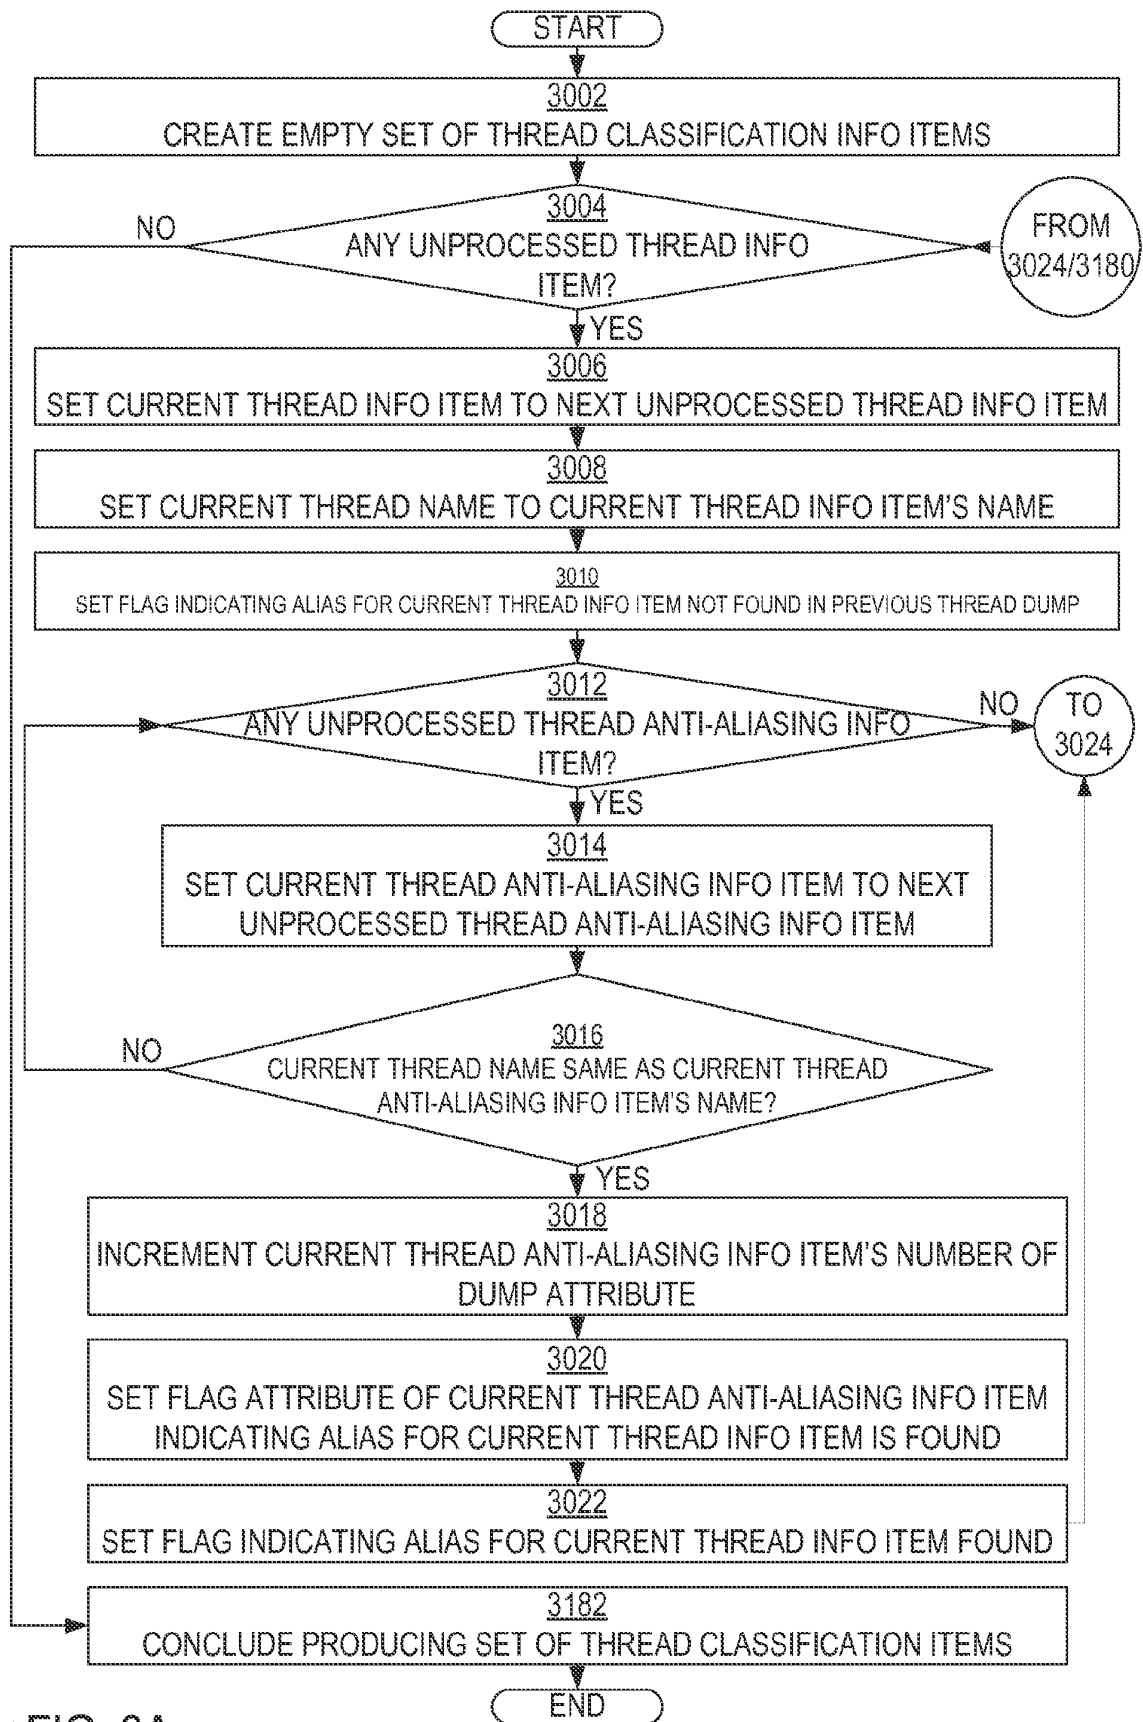 START
3002
CREATE EMPTY SET OF THREAD CLASSIFICATION INFO ITEMS
NO
3004
ANY UNPROCESSED THREAD INFO
ITEM?
FROM
3024/3180
YES
3006
SET CURRENT THREAD INFO ITEM TO NEXT UNPROCESSED THREAD INFO ITEM
3008
SET CURRENT THREAD NAME TO CURRENT THREAD INFO ITEM'S NAME
3010
SET FLAG INDICATING ALIAS FOR CURRENT THREAD INFO ITEM NOT FOUND IN PREVIOUS THREAD DUMP
3012
ANY UNPROCESSED THREAD ANTI-ALIASING INFO
ITEM?
NO
TO
3024
YES
3014
SET CURRENT THREAD ANTI-ALIASING INFO ITEM TO NEXT
UNPROCESSED THREAD ANTI-ALIASING INFO ITEM
NO
3016
CURRENT THREAD NAME SAME AS CURRENT THREAD
ANTI-ALIASING INFO ITEM'S NAME?
YES
3018
INCREMENT CURRENT THREAD ANTI-ALIASING INFO ITEM'S NUMBER OF
DUMP ATTRIBUTE
3020
SET FLAG ATTRIBUTE OF CURRENT THREAD ANTI-ALIASING INFO ITEM
INDICATING ALIAS FOR CURRENT THREAD INFO ITEM IS FOUND
3022
SET FLAG INDICATING ALIAS FOR CURRENT THREAD INFO ITEM FOUND
3182
CONCLUDE PRODUCING SET OF THREAD CLASSIFICATION ITEMS
END